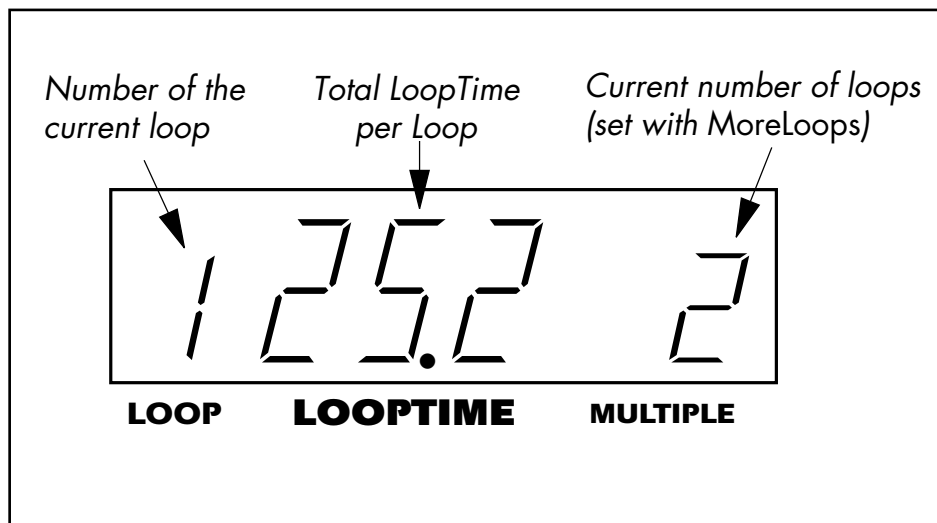 Number of the
current loop
Total LoopTime
per Loop
Current number of loops
(set with MoreLoops)
1 25.2 2
LOOP LOOPTIME MULTIPLE